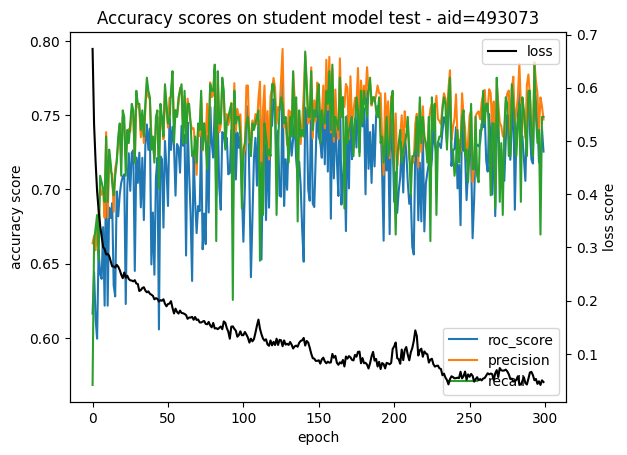 Accuracy scores on student model test - aid=493073
0.80
0.75
0.70
0.65
0.60
accuracy score
0.7
0.6
0.5
0.4
0.3
0.2
0.1
loss score
loss
roc_score
precision
recall
0
50
100
150
200
250
300
epoch